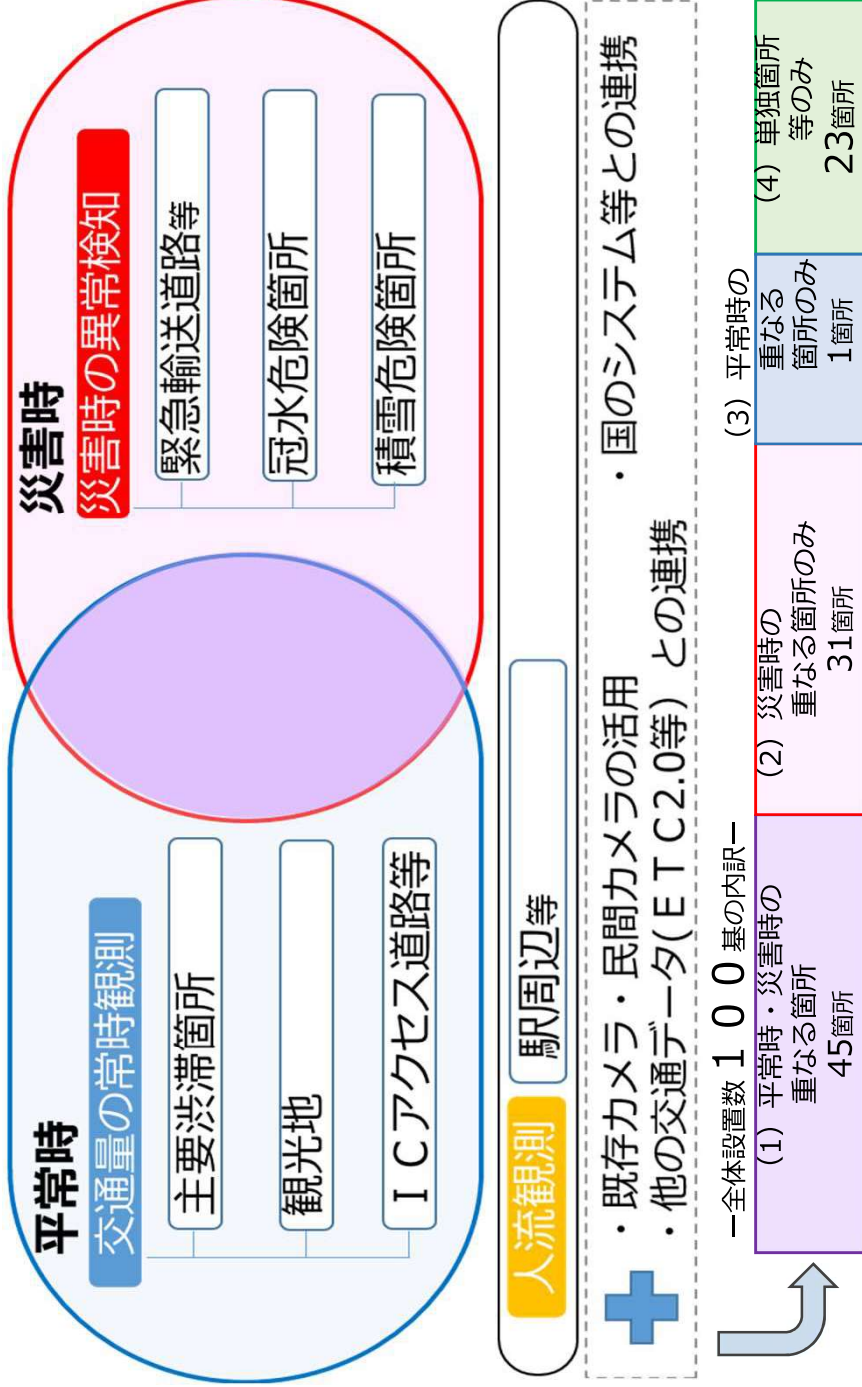 平常時
交通量の常時観測
主要渋滞箇所
観光地
ＩＣアクセス道路等
災害時
災害時の異常検知
緊急輸送道路等
冠水危険箇所
積雪危険箇所
人流観測
駅周辺等
・既存カメラ・民間カメラの活用
・他の交通データ(ＥＴＣ2.0等）との連携
・国のシステム等との連携
ー全体設置数１００基の内訳ー
（1）平常時・災害時の
重なる箇所
45箇所
（2）災害時の
重なる箇所のみ
31箇所
（3）平常時の
重なる
箇所のみ
1箇所
（4）単独箇所
等のみ
23箇所